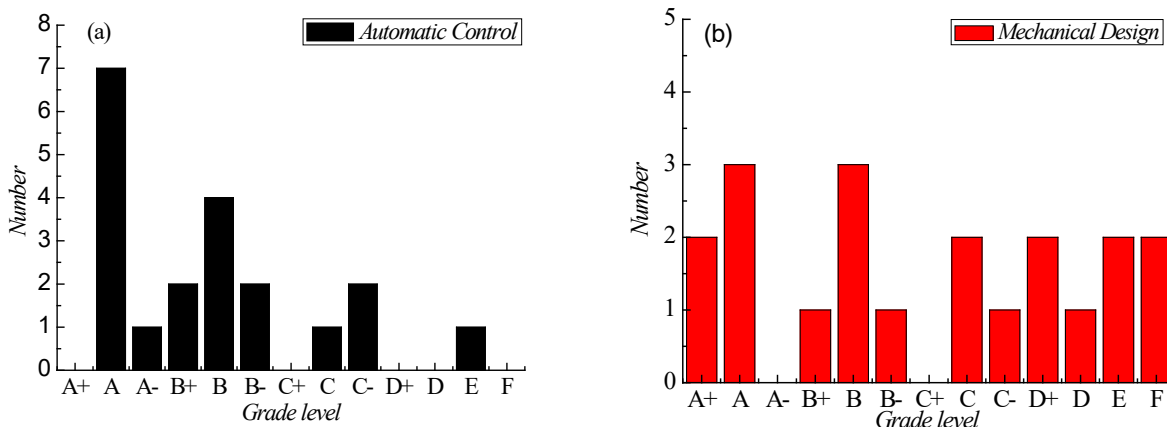 (a)
Automatic Control
8
7
6
5
4
3
2
1
0
Number
A+ A A- B+ B B- C+ C C- D+ D E F
Grade level
(b)
Mechanical Design
5
4
3
2
1
0
Number
A+ A A- B+ B B- C+ C C- D+ D E F
Grade level